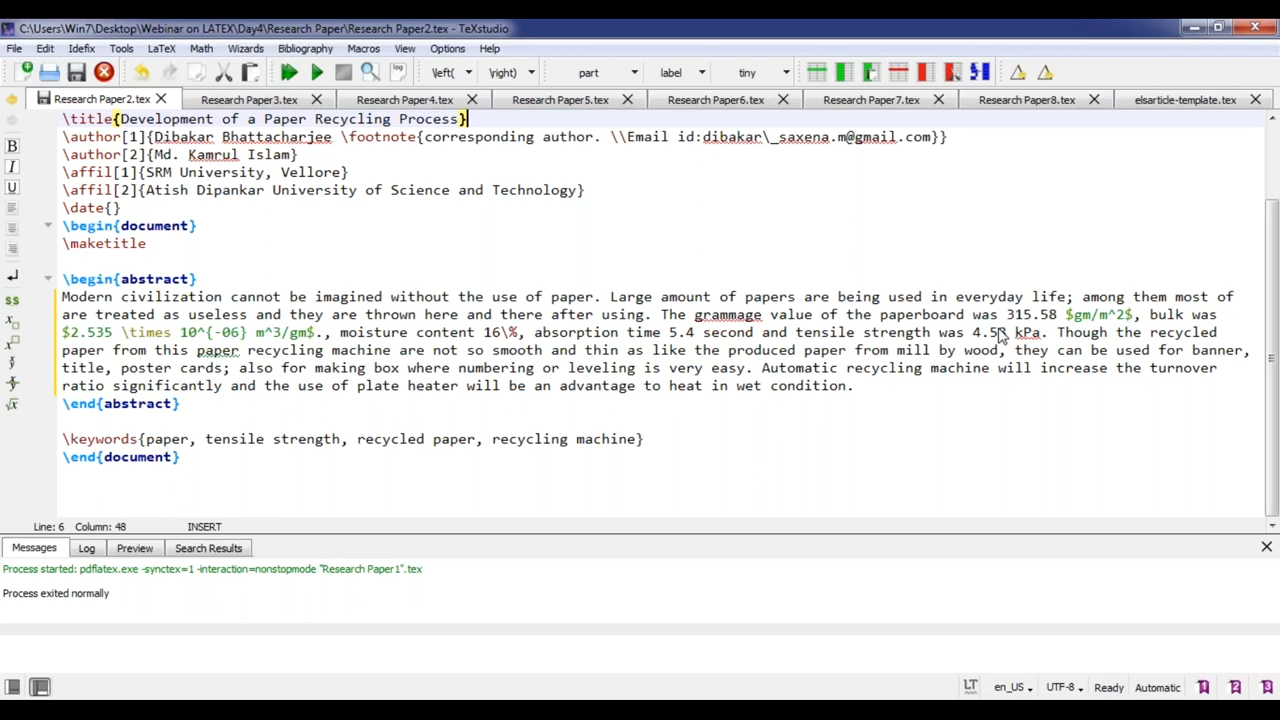 C:\Users\Win7\Desktop\Webinar on LATEX\Day4\Research Paper\Research Paper2.tex - TeXstudio
File Edit Idefix Tools LaTeX Math Wizards Bibliography Macros View Options Help
\left( \right) part label tiny
Research Paper2.tex Research Paper3.tex Research Paper4.tex Research Paper5.tex Research Paper6.tex Research Paper7.tex Research Paper8.tex elsarticle-template.tex
\title{Development of a Paper Recycling Process}
\author[1]{Dibakar Bhattacharjee \footnote{corresponding author. \\Email id:dibakar\_saxena.m@gmail.com}}
\author[2]{Md. Kamrul Islam}
\affil[1]{SRM University, Vellore}
\affil[2]{Atish Dipankar University of Science and Technology}
\date{}
\begin{document}
\maketitle
\begin{abstract}
Modern civilization cannot be imagined without the use of paper. Large amount of papers are being used in everyday life; among them most of
are treated as useless and they are thrown here and there after using. The grammage value of the paperboard was 315.58 $gm/m^2$, bulk was
$2.535 \times 10^{-06} m^3/gm$., moisture content 16\%, absorption time 5.4 second and tensile strength was kPa. Though the recycled
paper from this paper recycling machine are not so smooth and thin as like the produced paper from mill by wood, they can be used for banner,
title, poster cards; also for making box where numbering or leveling is very easy. Automatic recycling machine will increase the turnover
ratio significantly and the use of plate heater will be an advantage to heat in wet condition.
\end{abstract}
\keywords{paper, tensile strength, recycled paper, recycling machine}
\end{document}
Line: 6 Column: 48 INSERT
Messages Log Preview Search Results
Process started: pdflatex.exe -synctex=1 -interaction=nonstopmode "Research Paper1".tex
Process exited normally
LT en_US UTF-8 Ready Automatic 1 2 3